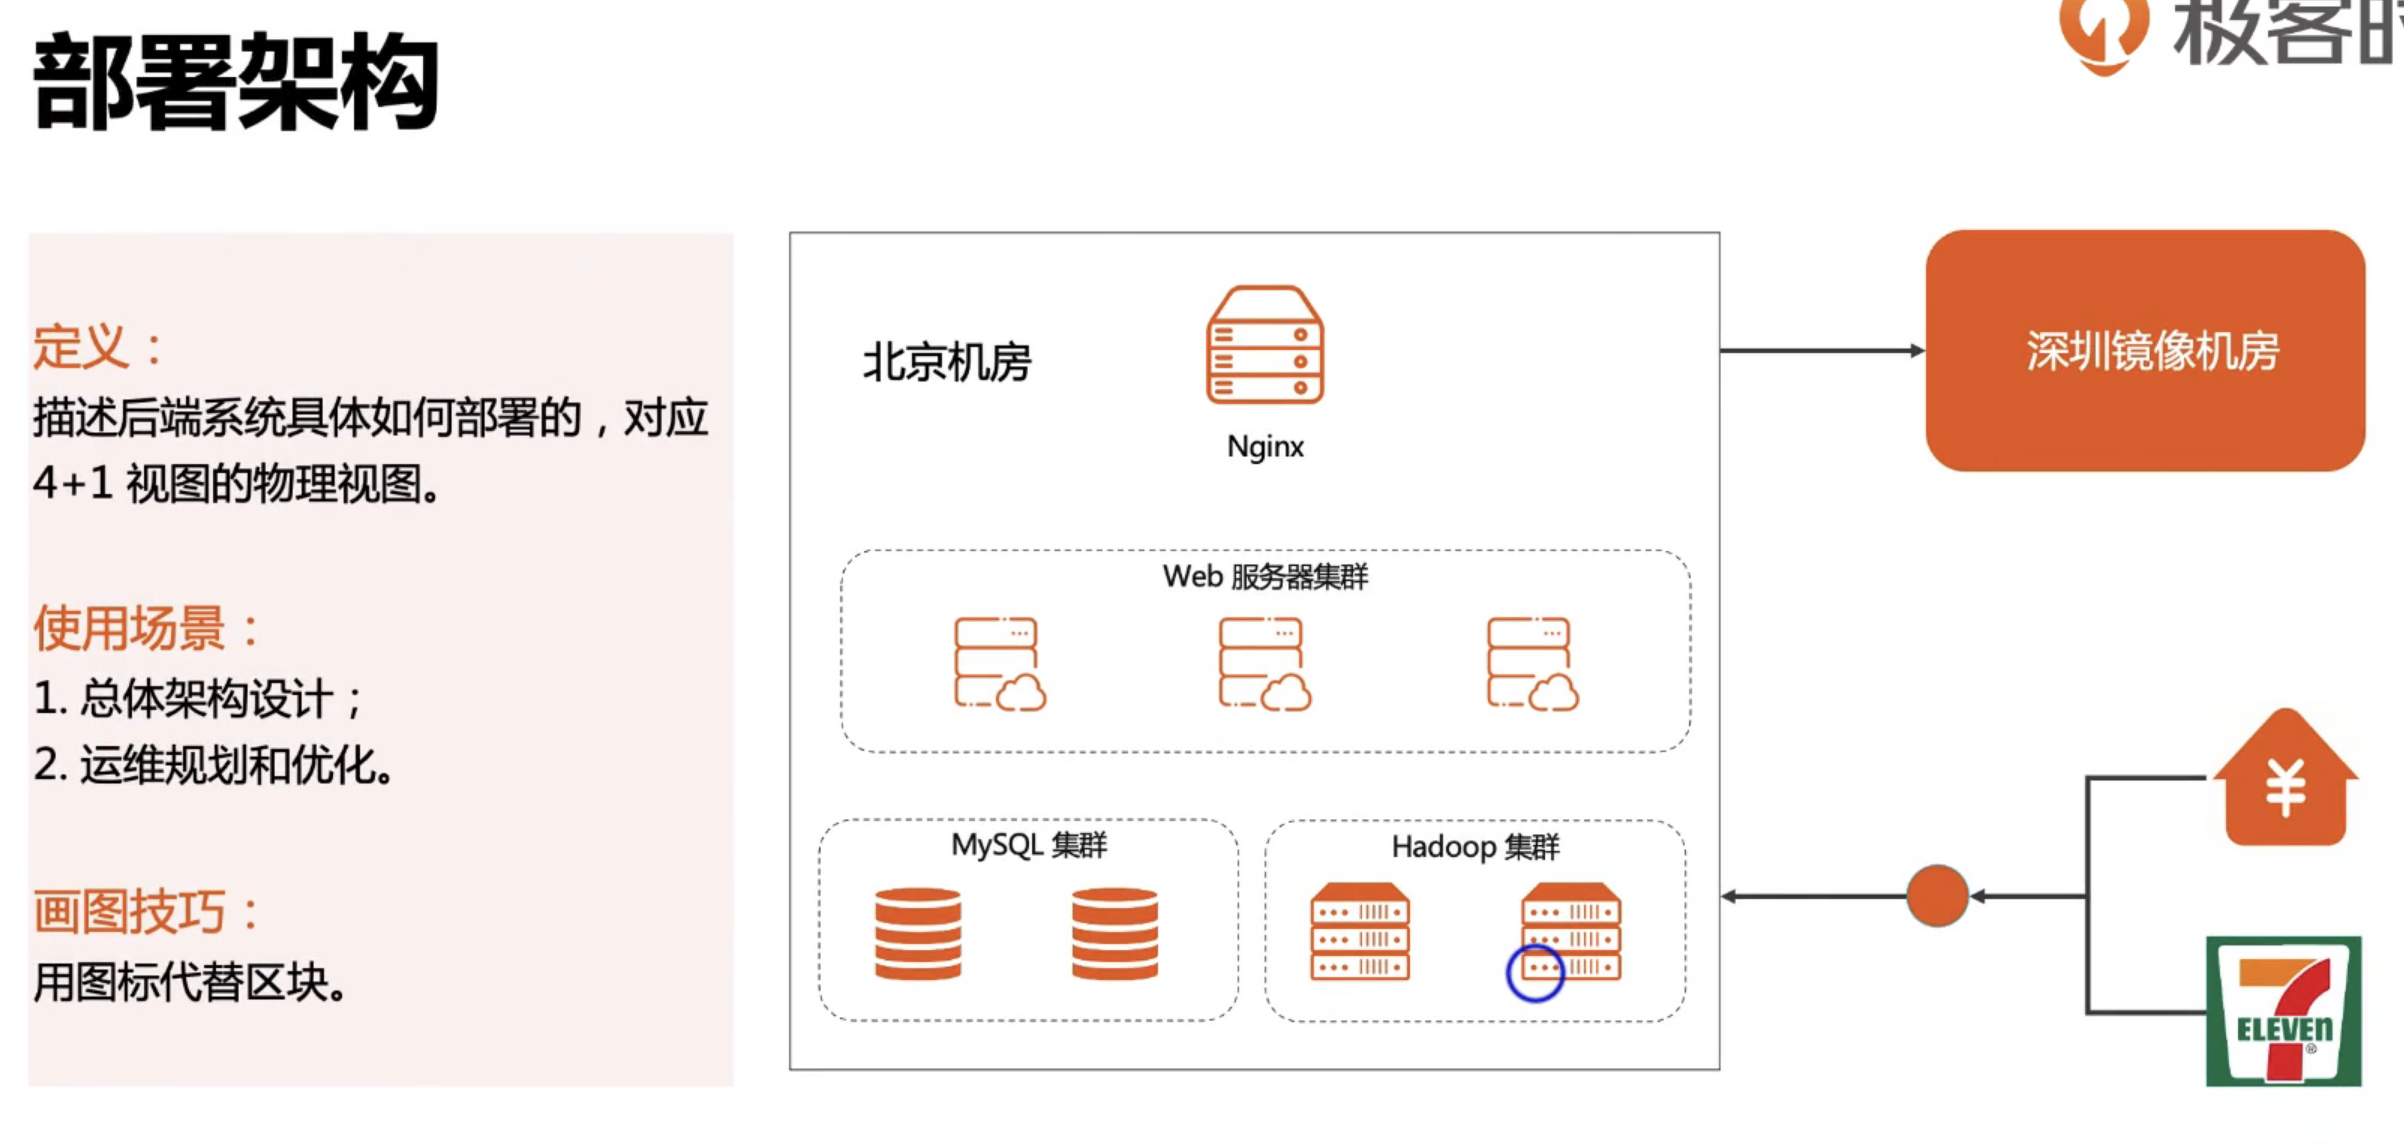 部署架构
极客时
定义：
描述后端系统具体如何部署的，对应
4+1 视图的物理视图。
使用场景：
1. 总体架构设计；
2. 运维规划和优化。
画图技巧：
用图标代替区块。
北京机房
Nginx
Web 服务器集群
MySQL 集群
Hadoop 集群
深圳镜像机房
¥
7
ELEVEn
®